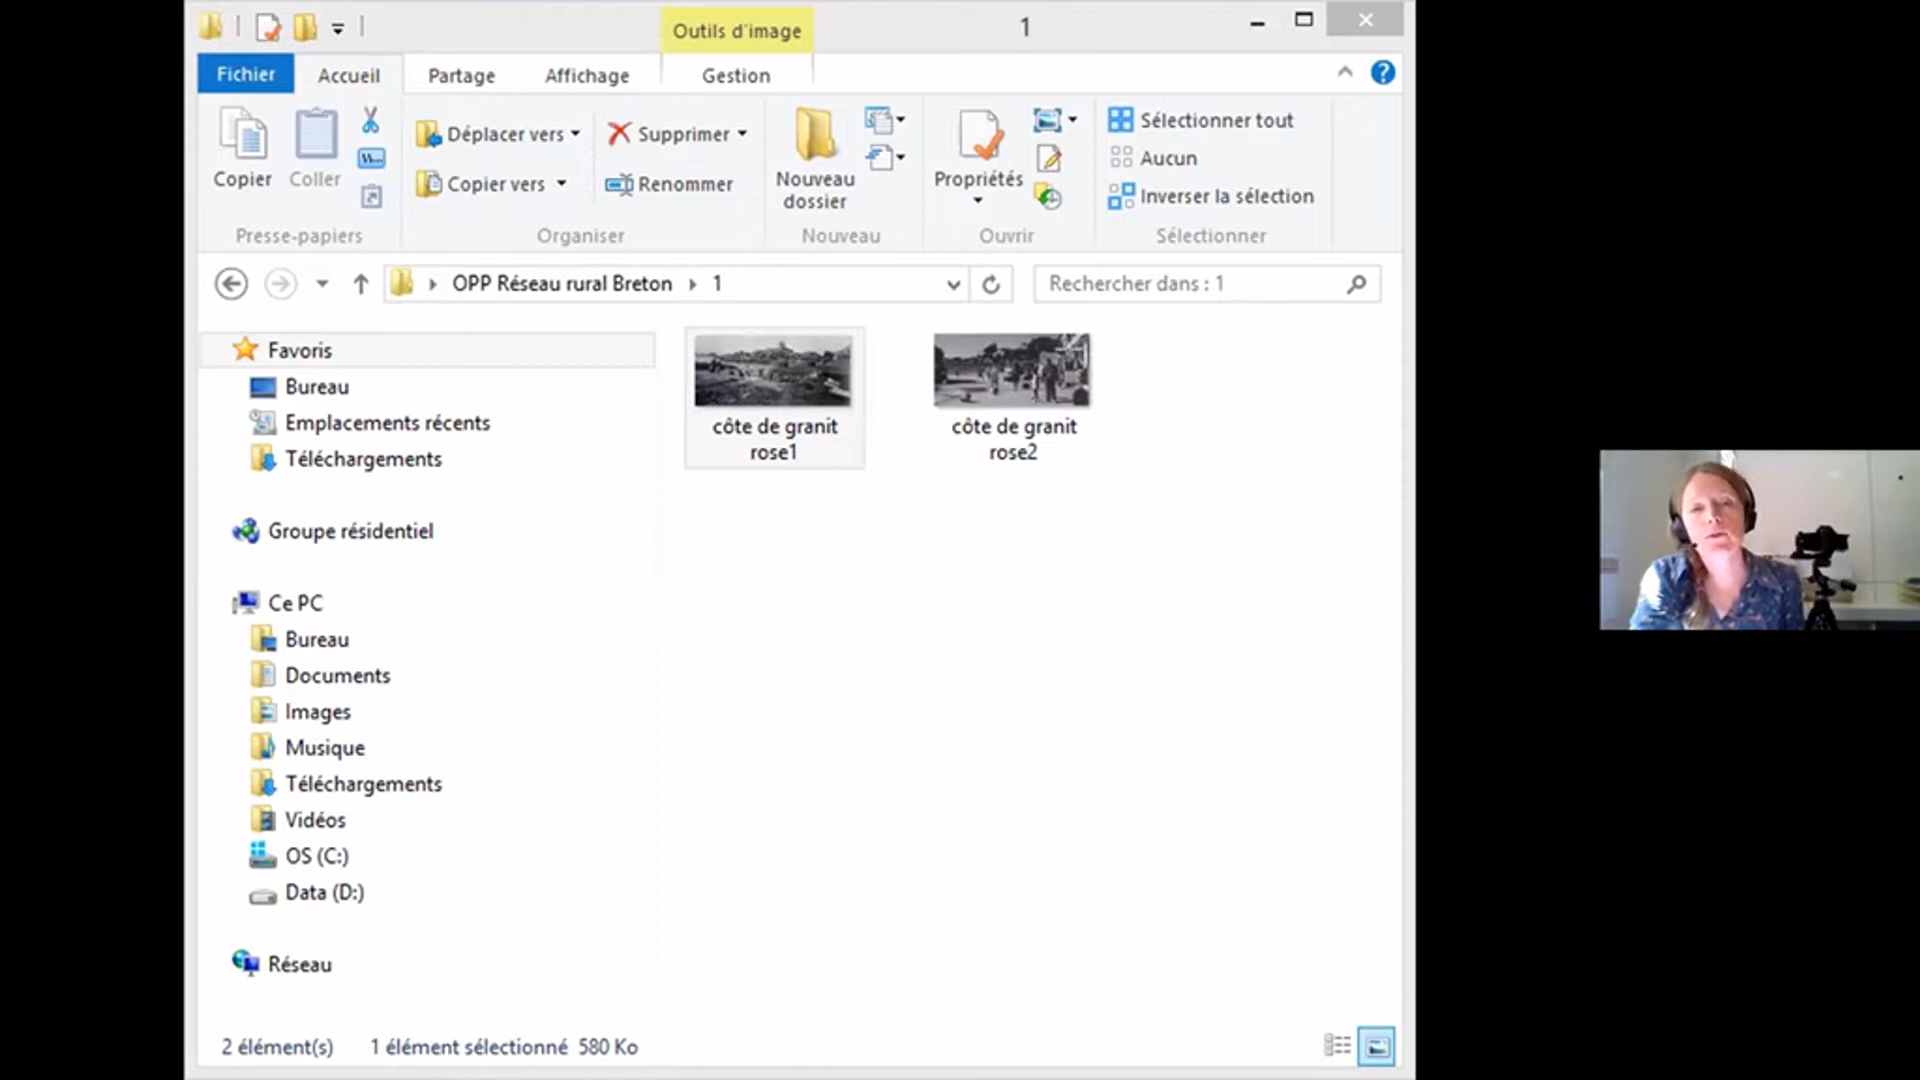 Outils d'image
1
Fichier
Accueil
Partage
Affichage
Gestion
Copier
Coller
Déplacer vers
Copier vers
Supprimer
Renommer
Nouveau
dossier
Propriétés
Sélectionner tout
Aucun
Inverser la sélection
Presse-papiers
Organiser
Nouveau
Ouvrir
Sélectionner
OPP Réseau rural Breton
1
Rechercher dans : 1
Favoris
Bureau
Emplacements récents
Téléchargements
Groupe résidentiel
Ce PC
Bureau
Documents
Images
Musique
Téléchargements
Vidéos
OS (C:)
Data (D:)
Réseau
côte de granit
rose1
côte de granit
rose2
2 élément(s)
1 élément sélectionné 580 Ko